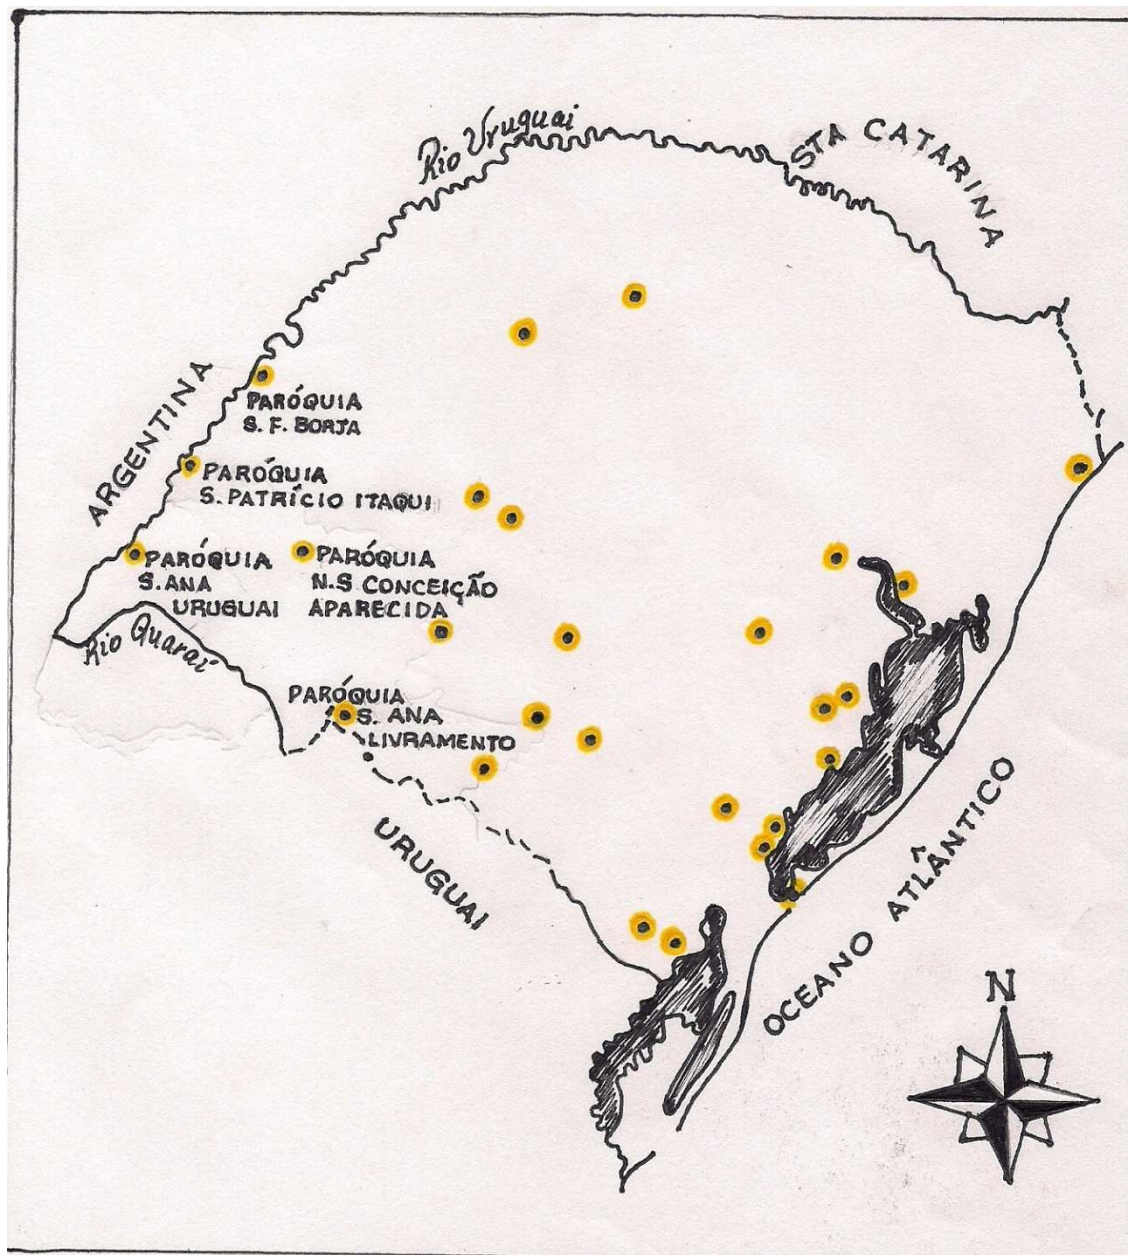 Rio Uruguai
STA CATARINA
ARGENTINA
PARÓQUIA
S. F. BORJA
PARÓQUIA
S. PATRÍCIO ITAQUI
PARÓQUIA
S. ANA
URUGUAI
PARÓQUIA
N.S CONCEIÇÃO
APARECIDA
Rio Quaraí
PARÓQUIA
S. ANA
LIVRAMENTO
URUGUAI
OCEANO ATLÂNTICO
N